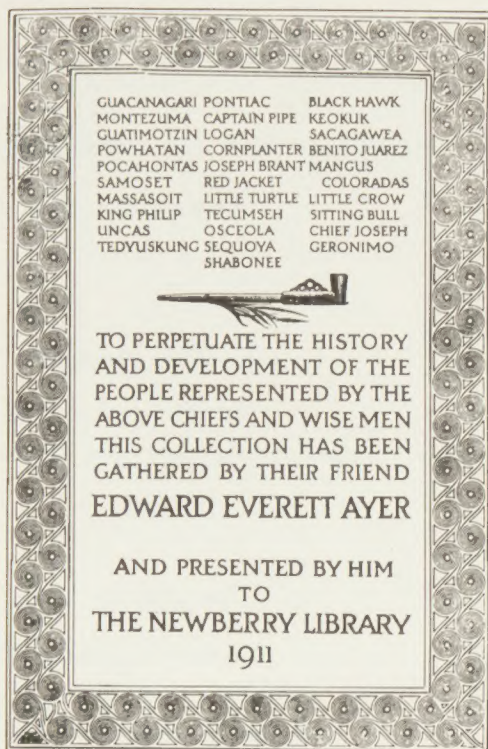 GUACANAGARI PONTIAC BLACK HAWK
MONTEZUMA CAPTAIN PIPE KEOKUK
GUATIMOTZIN LOGAN SACAGAWEA
POWHATAN CORNPLANTER BENITO JUAREZ
POCAHONTAS JOSEPH BRANT MANGUS
SAMOSET RED JACKET COLORADAS
MASSASOIT LITTLE TURTLE LITTLE CROW
KING PHILIP TECUMSEH SITTING BULL
UNCAS OSCEOLA CHIEF JOSEPH
TEDYUSKUNG SEQUOYA GERONIMO
SHABONEE
TO PERPETUATE THE HISTORY
AND DEVELOPMENT OF THE
PEOPLE REPRESENTED BY THE
ABOVE CHIEFS AND WISE MEN
THIS COLLECTION HAS BEEN
GATHERED BY THEIR FRIEND
EDWARD EVERETT AYER
AND PRESENTED BY HIM
TO
THE NEWBERRY LIBRARY
1911